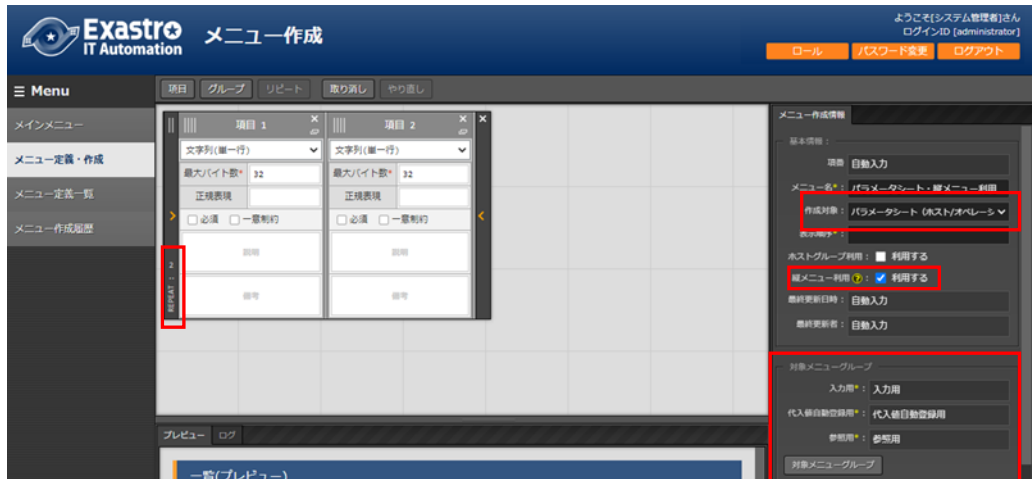 Exastro
IT Automation
メニュー作成
ようこそ[システム管理者]さん
ログインID [administrator]
ロール
パスワード変更
ログアウト
≡ Menu
メインメニュー
メニュー定義・作成
メニュー定義一覧
メニュー作成履歴
項目
グループ
リピート
取り消し
やり直し
項目 1
文字列(単一行)
最大バイト数* 32
正規表現
必須 一意制約
説明
備考
項目 2
文字列(単一行)
最大バイト数* 32
正規表現
必須 一意制約
説明
備考
REPEAT : 2
プレビュー
ログ
一覧(プレビュー)
メニュー作成情報
基本情報 :
項番 自動入力
メニュー名* : パラメータシート・縦メニュー利用
作成対象 : パラメータシート (ホスト/オペレーシ
表示順序* :
ホストグループ利用 : 利用する
縦メニュー利用 ? : 利用する
最終更新日時 : 自動入力
最終更新者 : 自動入力
対象メニューグループ
入力用* : 入力用
代入値自動登録用* : 代入値自動登録用
参照用* : 参照用
対象メニューグループ